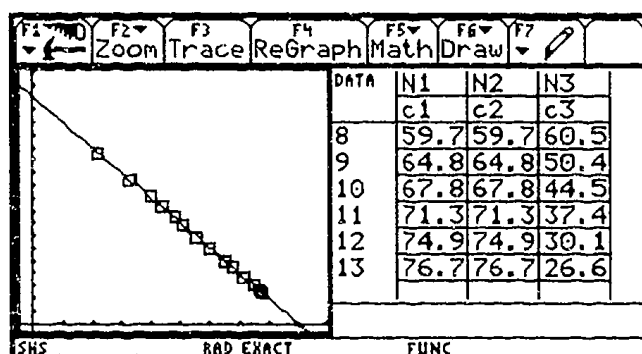 F1 F2 F3 F4 F5 F6 F7
Zoom Trace ReGraph Math Draw
DATA N1 N2 N3
c1 c2 c3
8 59.7 59.7 60.5
9 64.8 64.8 50.4
10 67.8 67.8 44.5
11 71.3 71.3 37.4
12 74.9 74.9 30.1
13 76.7 76.7 26.6
SHS RAD EXACT FUNC